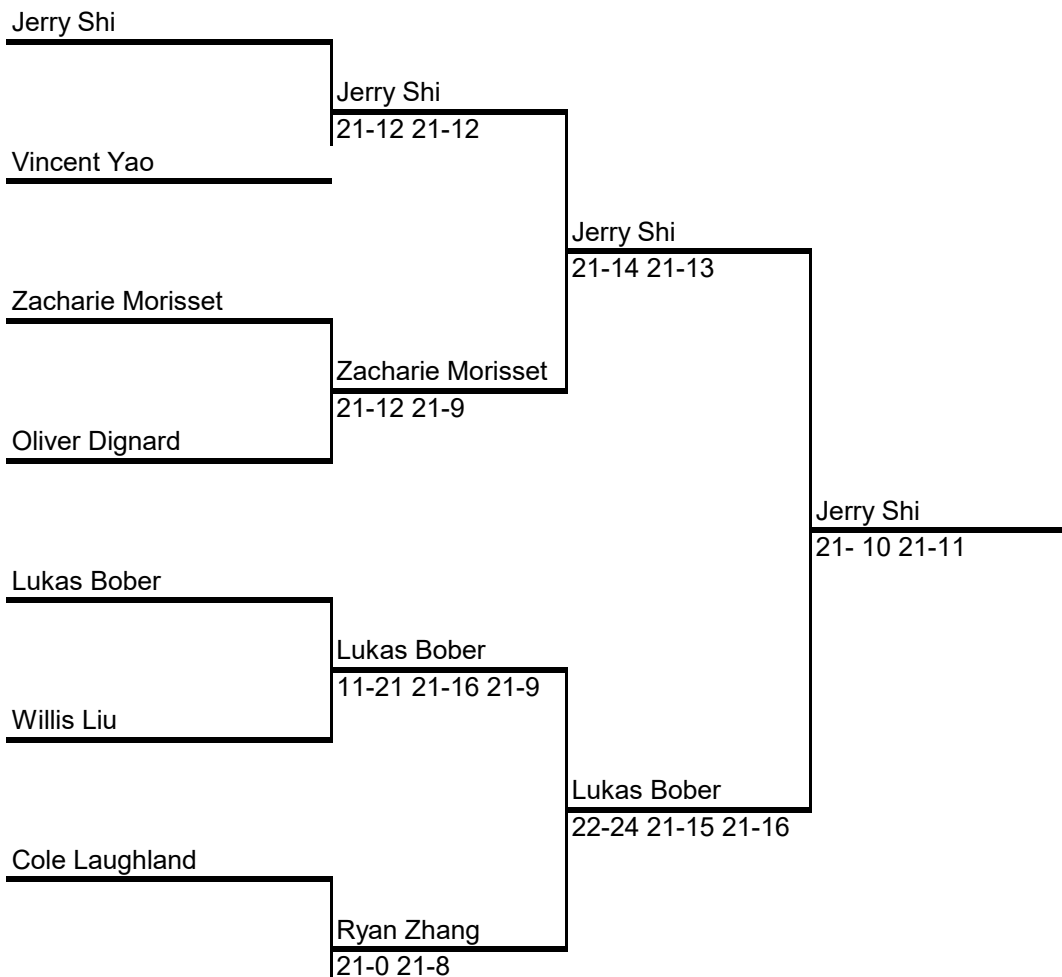 Jerry Shi
Jerry Shi
21-12 21-12
Vincent Yao
Jerry Shi
21-14 21-13
Zacharie Morisset
Zacharie Morisset
21-12 21-9
Oliver Dignard
Jerry Shi
21- 10 21-11
Lukas Bober
Lukas Bober
11-21 21-16 21-9
Willis Liu
Lukas Bober
22-24 21-15 21-16
Cole Laughland
Ryan Zhang
21-0 21-8